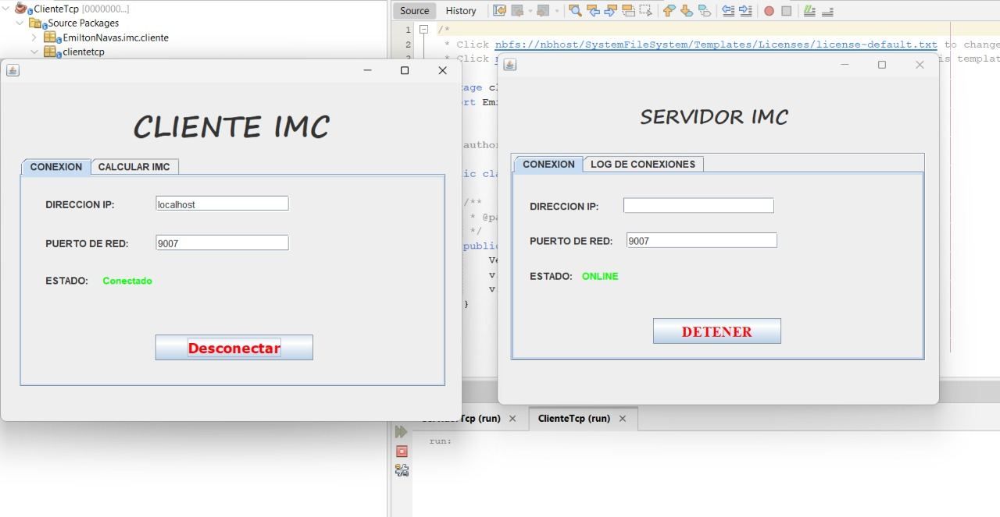 ClienteTcp [0000000...]
Source Packages
EmiltonNavas.imc.cliente
clientetcp
Source History
1 /*
2 * Click nbfs://nbhost/SystemFileSystem/Templates/Licenses/license-default.txt to change
* Click
is templat
CLIENTE IMC
CONEXION CALCULAR IMC
DIRECCION IP: localhost
PUERTO DE RED: 9007
ESTADO: Conectado
Desconectar
SERVIDOR IMC
CONEXION LOG DE CONEXIONES
DIRECCION IP:
PUERTO DE RED: 9007
ESTADO: ONLINE
DETENER
/**
* @pa
*/
public
}
Tcp (run) ClienteTcp (run)
run: